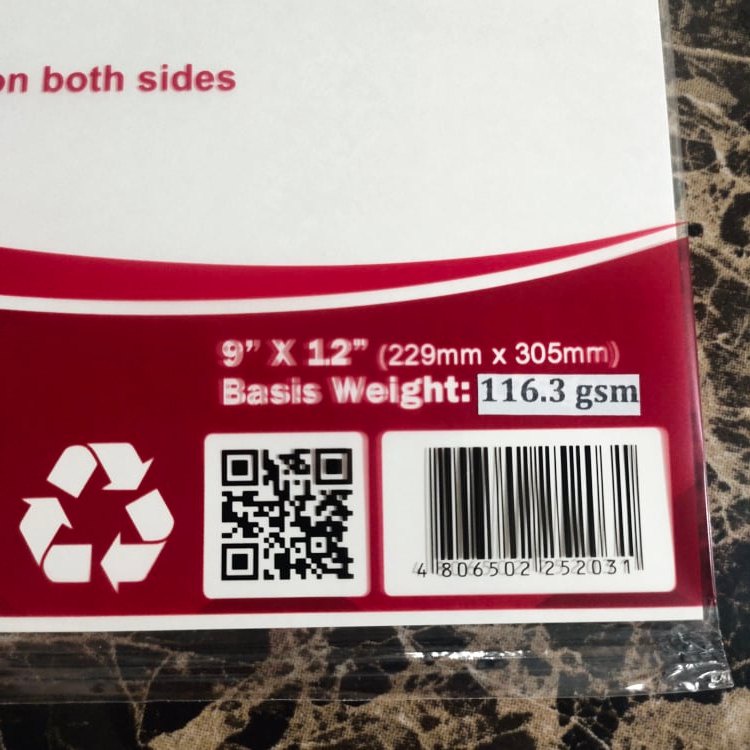 on both sides
9" X 12" (229mm x 305mm)
Basis Weight: 116.3 gsm
4 806502 252031